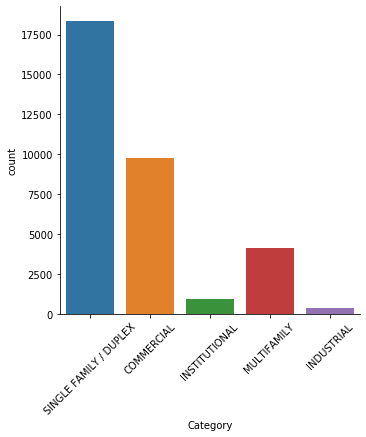 17500
15000
12500
10000
7500
5000
2500
0
count
SINGLE FAMILY / DUPLEX
COMMERCIAL
INSTITUTIONAL
MULTIFAMILY
INDUSTRIAL
Category